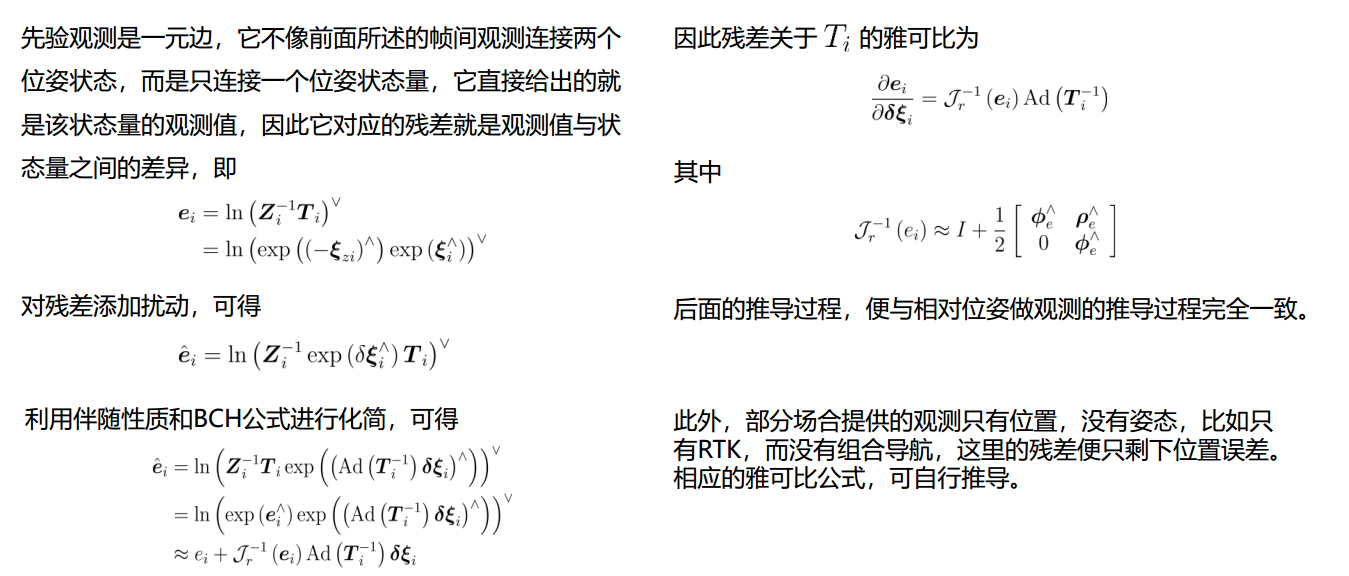 先验观测是一元边，它不像前面所述的帧间观测连接两个
位姿状态，而是只连接一个位姿状态量，它直接给出的就
是该状态量的观测值，因此它对应的残差就是观测值与状
态量之间的差异，即
$\boldsymbol{e}_i = \ln\left(\boldsymbol{Z}_i^{-1}\boldsymbol{T}_i\right)^\vee$
$= \ln\left(\exp\left((-\boldsymbol{\xi}_{zi})^\wedge\right)\exp\left(\boldsymbol{\xi}_i^\wedge\right)\right)^\vee$
对残差添加扰动，可得
$\hat{\boldsymbol{e}}_i = \ln\left(\boldsymbol{Z}_i^{-1}\exp\left(\delta\boldsymbol{\xi}_i^\wedge\right)\boldsymbol{T}_i\right)^\vee$
利用伴随性质和BCH公式进行化简，可得
$\hat{\boldsymbol{e}}_i = \ln\left(\boldsymbol{Z}_i^{-1}\boldsymbol{T}_i\exp\left(\left(\mathrm{Ad}\left(\boldsymbol{T}_i^{-1}\right)\boldsymbol{\delta\xi}_i\right)^\wedge\right)\right)^\vee$
$= \ln\left(\exp\left(\boldsymbol{e}_i^\wedge\right)\exp\left(\left(\mathrm{Ad}\left(\boldsymbol{T}_i^{-1}\right)\boldsymbol{\delta\xi}_i\right)^\wedge\right)\right)^\vee$
$\approx e_i + \mathcal{J}_r^{-1}\left(\boldsymbol{e}_i\right)\mathrm{Ad}\left(\boldsymbol{T}_i^{-1}\right)\boldsymbol{\delta\xi}_i$
因此残差关于 $T_i$ 的雅可比为
$\frac{\partial \boldsymbol{e}_i}{\partial \boldsymbol{\delta\xi}_i} = \mathcal{J}_r^{-1}\left(\boldsymbol{e}_i\right)\mathrm{Ad}\left(\boldsymbol{T}_i^{-1}\right)$
其中
$\mathcal{J}_r^{-1}\left(e_i\right) \approx I + \frac{1}{2}\begin{bmatrix} \boldsymbol{\phi}_e^\wedge & \boldsymbol{\rho}_e^\wedge \\ 0 & \boldsymbol{\phi}_e^\wedge \end{bmatrix}$
后面的推导过程，便与相对位姿做观测的推导过程完全一致。
此外，部分场合提供的观测只有位置，没有姿态，比如只
有RTK，而没有组合导航，这里的残差便只剩下位置误差。
相应的雅可比公式，可自行推导。